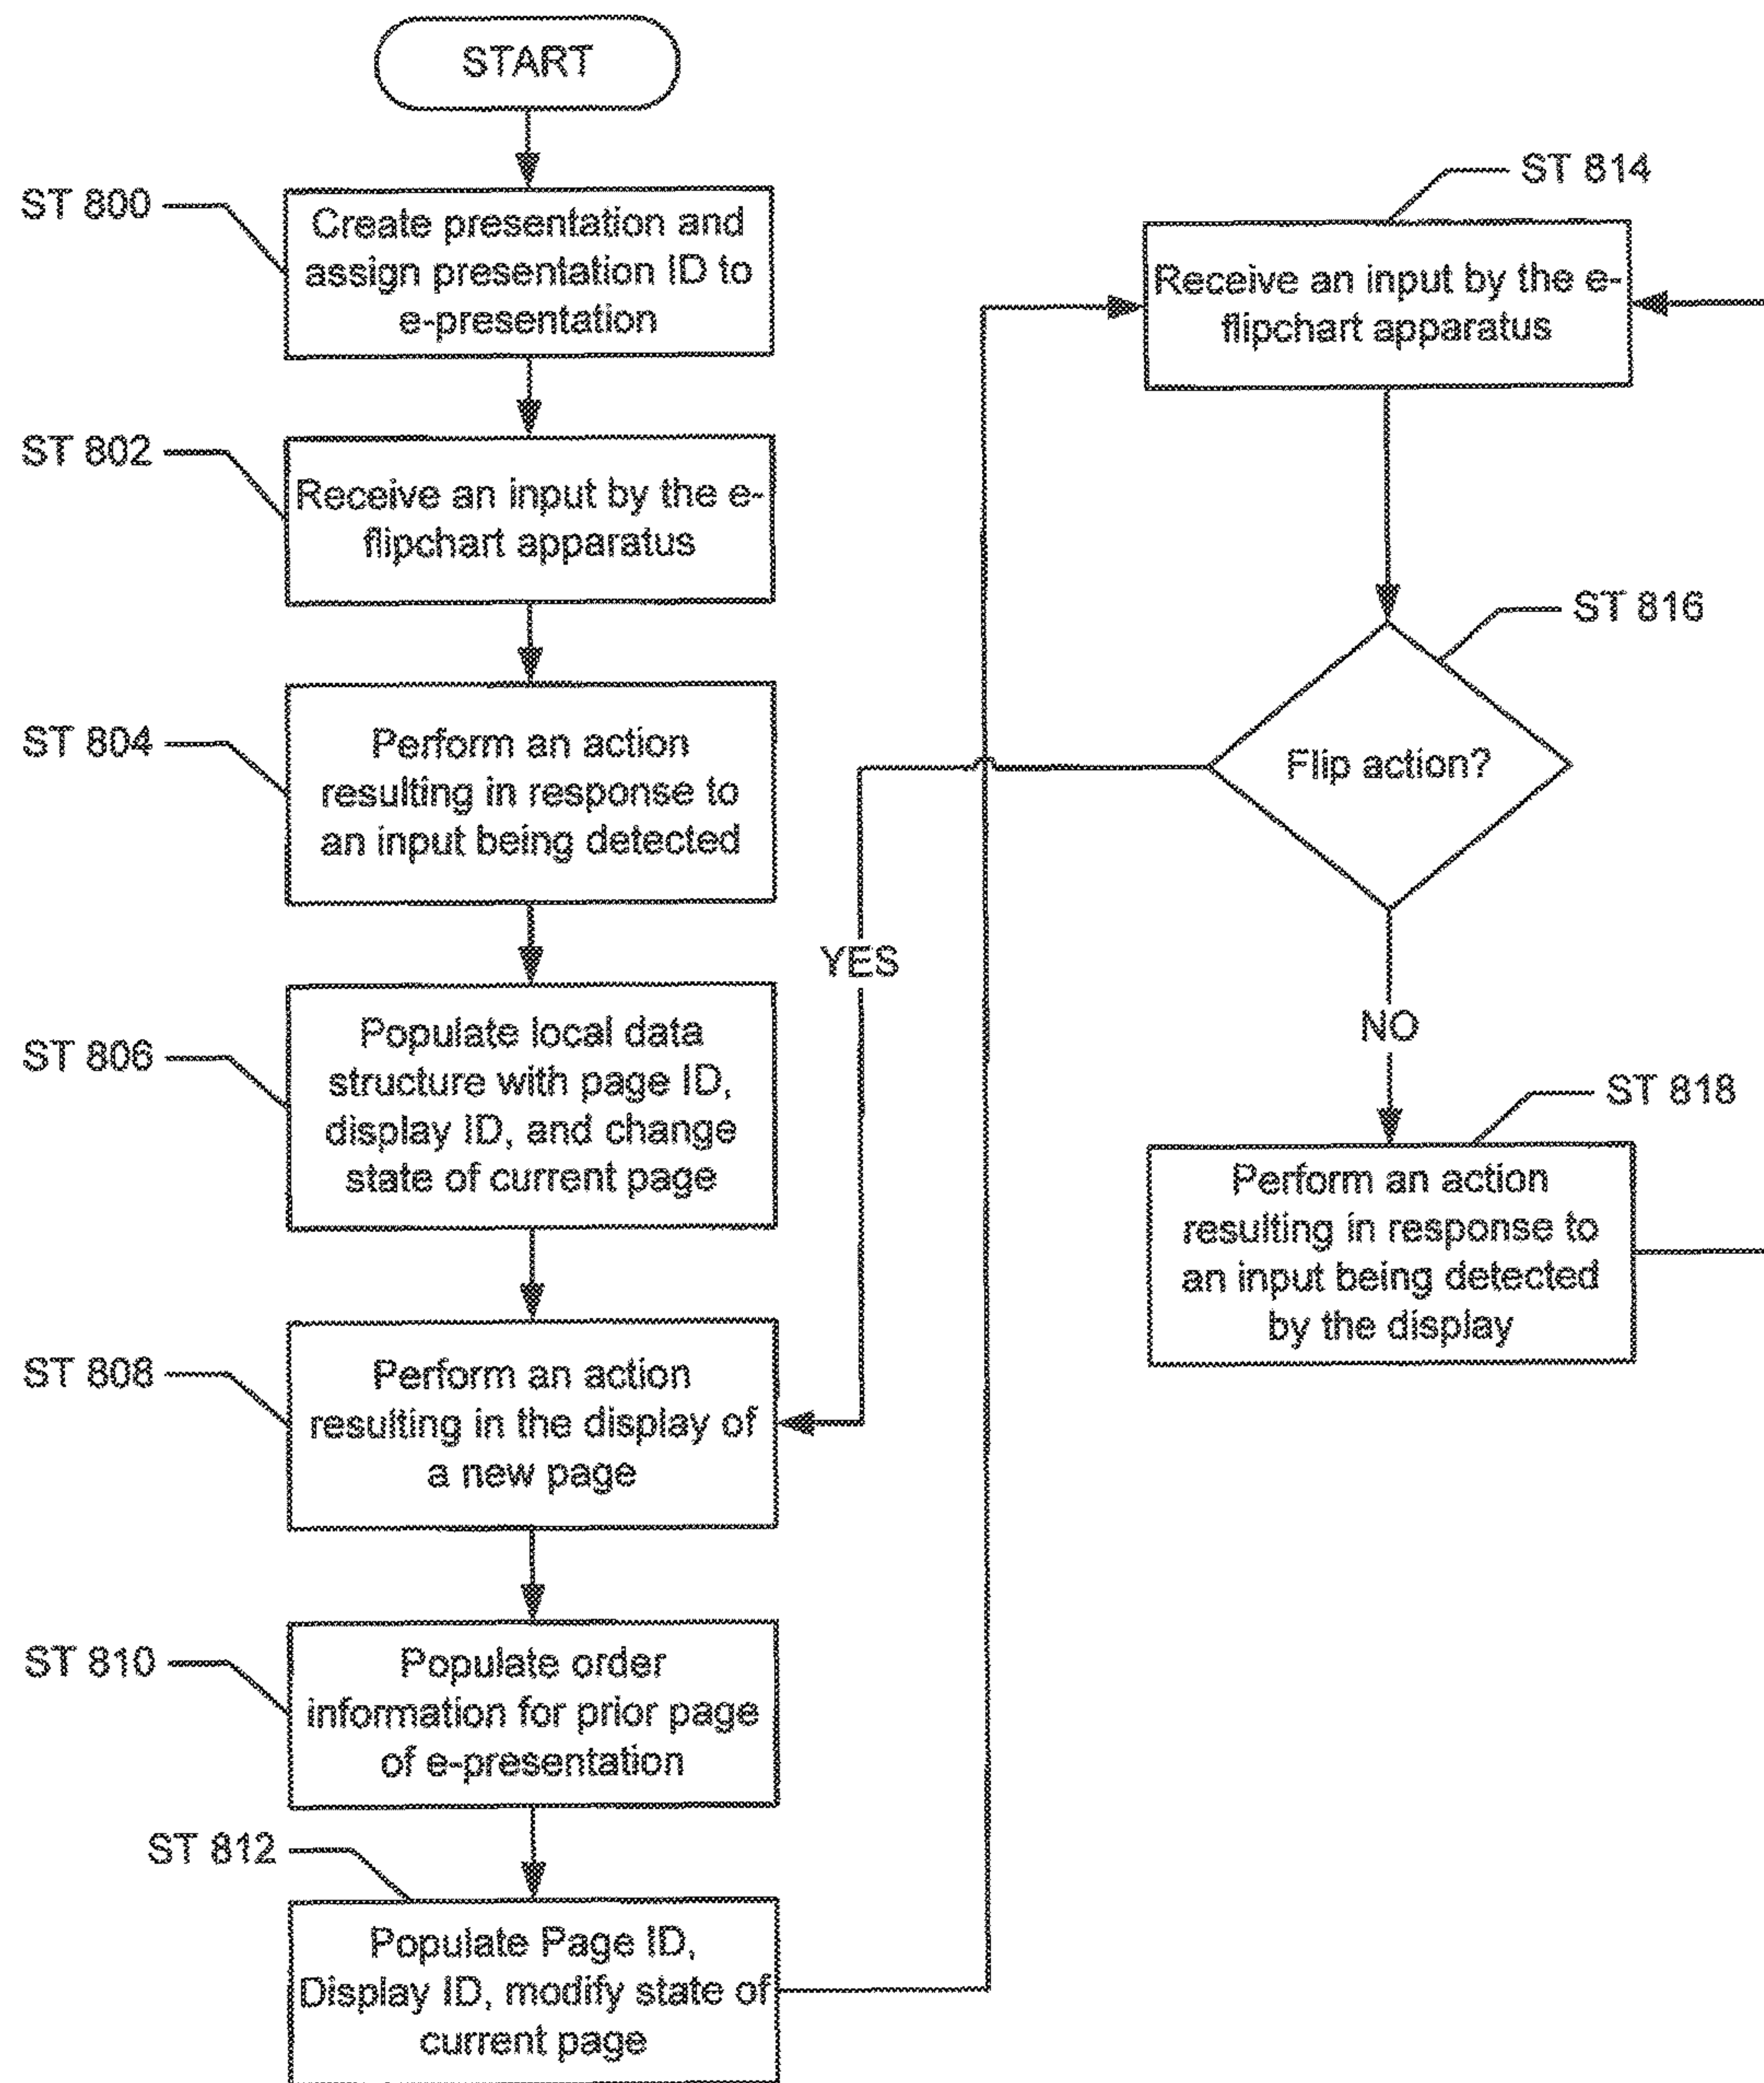 START
ST 800
Create presentation and
assign presentation ID to
e-presentation
ST 802
Receive an input by the e-
flipchart apparatus
ST 804
Perform an action
resulting in response to
an input being detected
ST 806
Populate local data
structure with page ID,
display ID, and change
state of current page
ST 808
Perform an action
resulting in the display of
a new page
ST 810
Populate order
information for prior page
of e-presentation
ST 812
Populate Page ID,
Display ID, modify state of
current page
ST 814
Receive an input by the e-
flipchart apparatus
ST 816
Flip action?
YES
NO
ST 818
Perform an action
resulting in response to
an input being detected
by the display